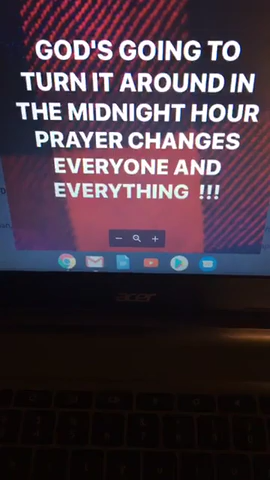 GOD'S GOING TO
TURN IT AROUND IN
THE MIDNIGHT HOUR
PRAYER CHANGES
EVERYONE AND
EVERYTHING !!!
acer